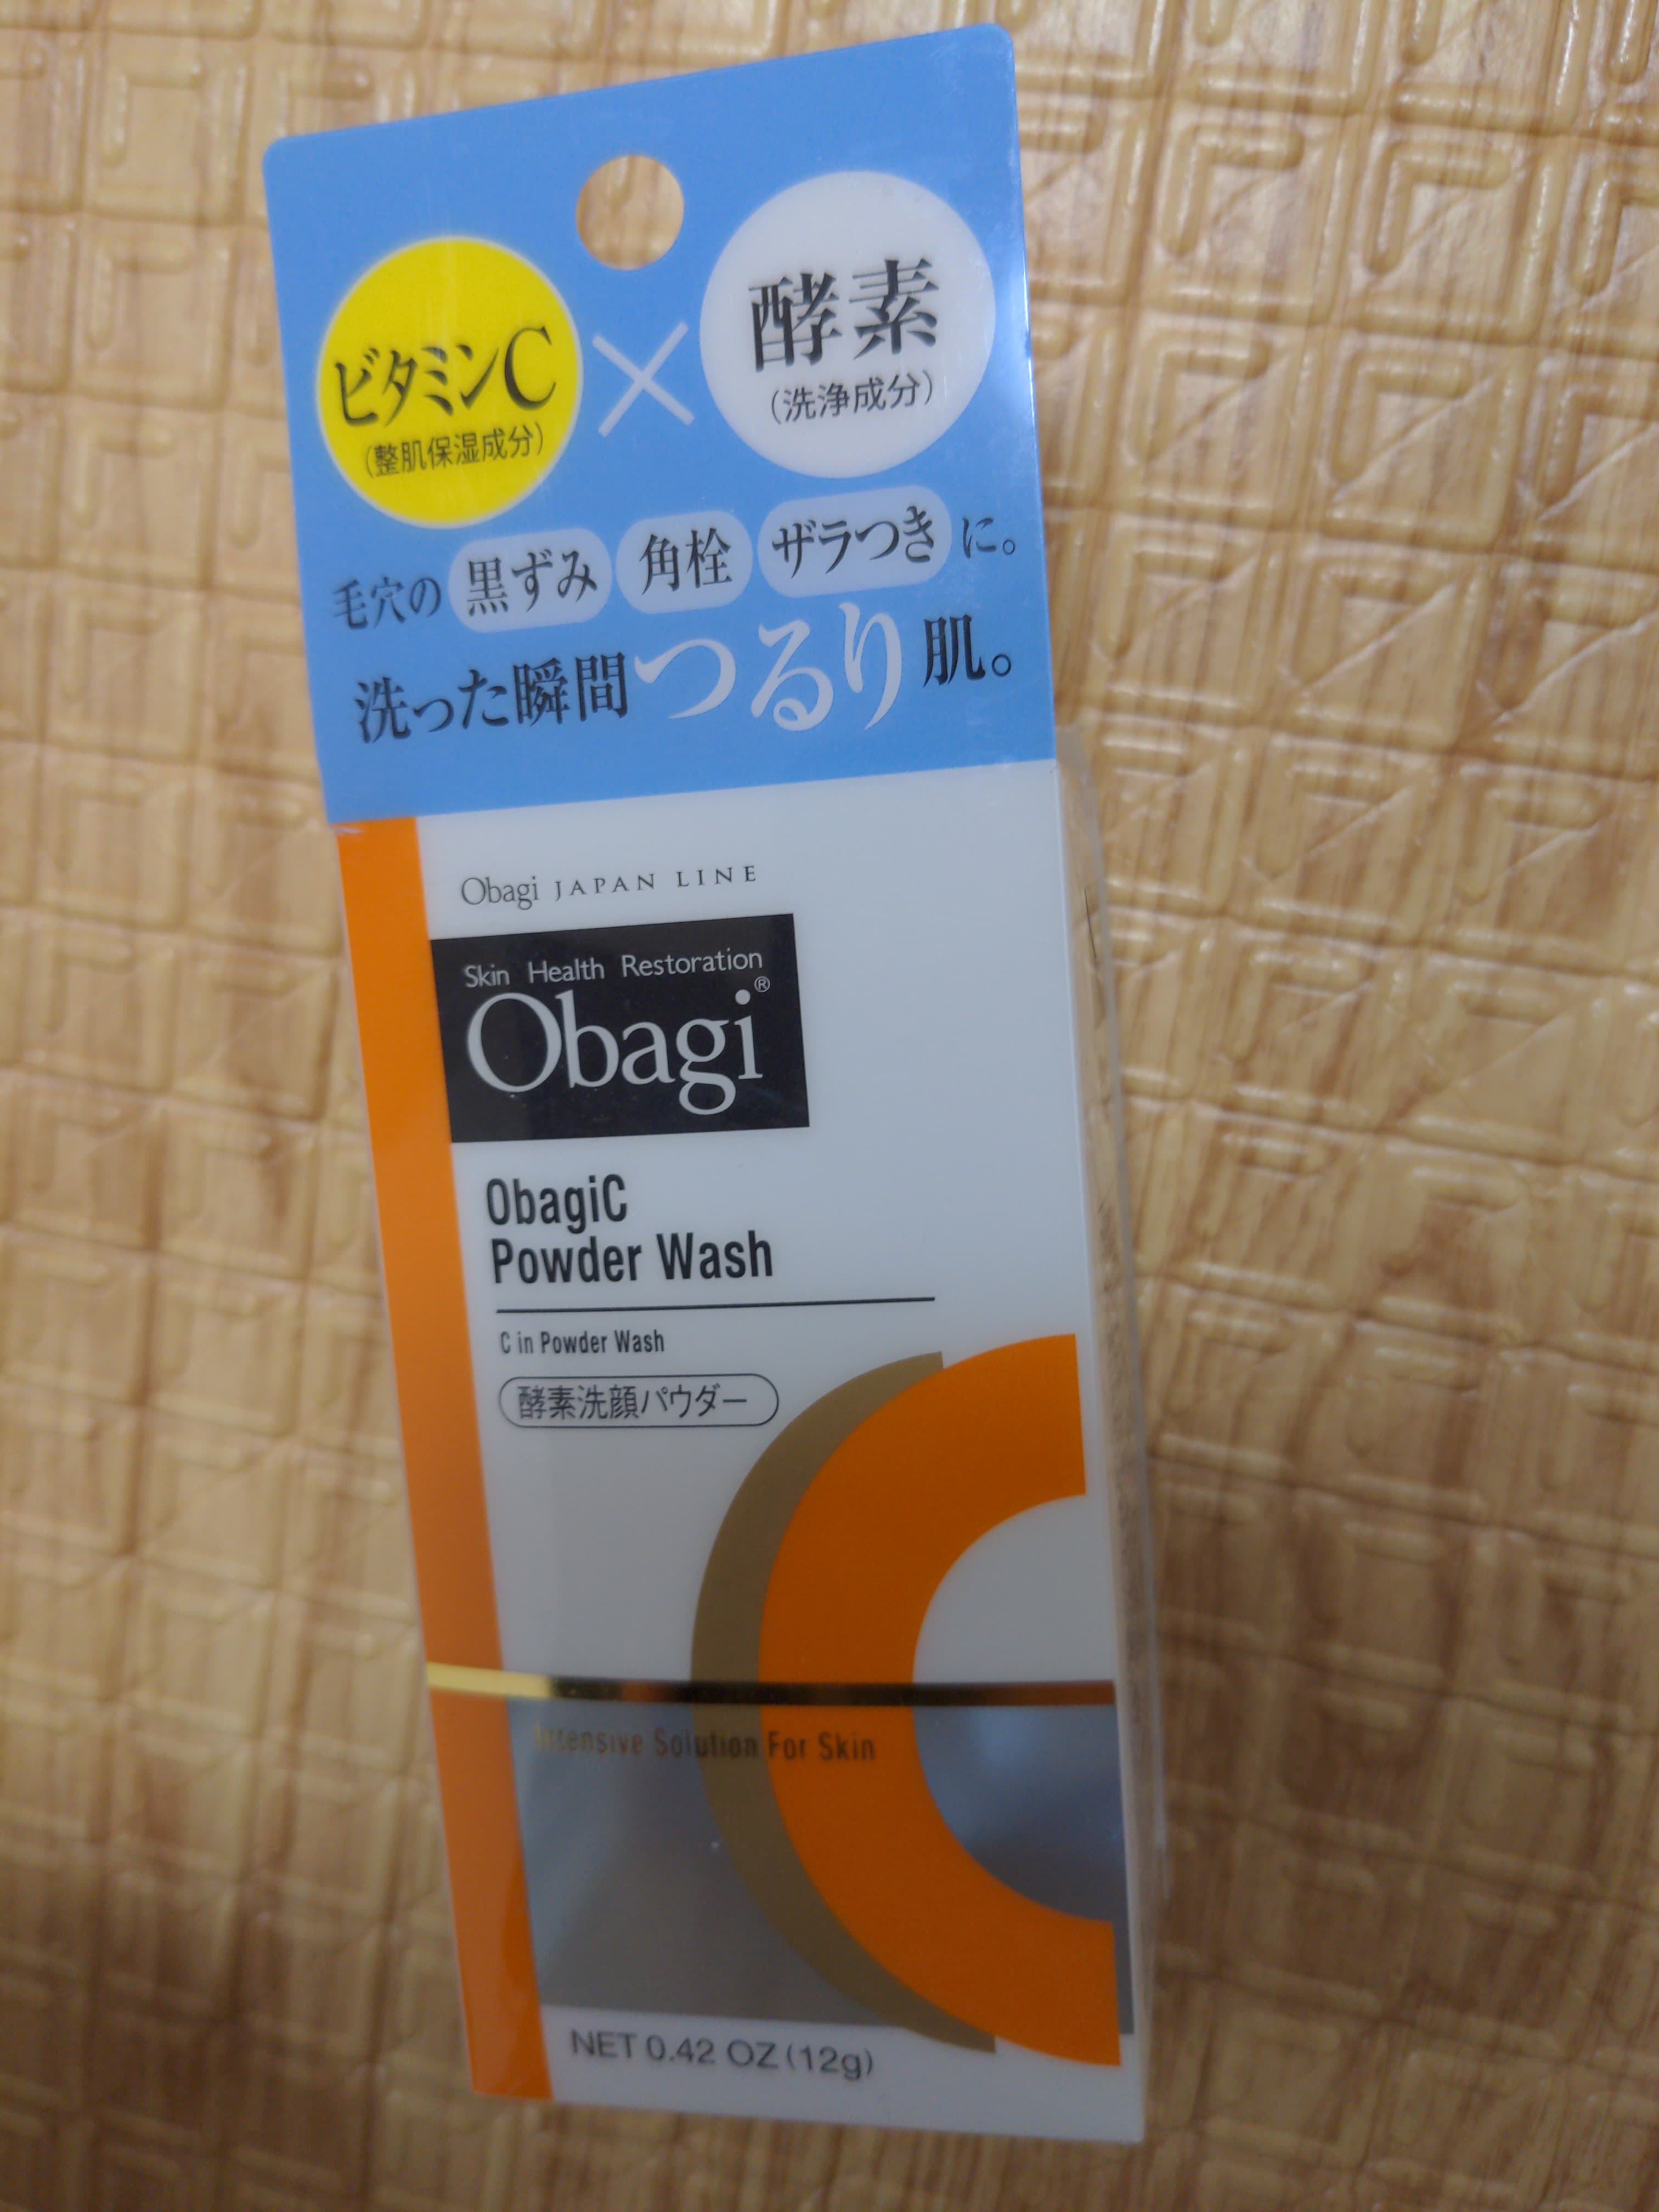 ビタミンC × 酵素
(整肌保湿成分) (洗浄成分)
毛穴の 黒ずみ 角栓 ザラつき に。
洗った瞬間つるり肌。
Obagi JAPAN LINE
Skin Health Restoration
Obagi®
ObagiC
Powder Wash
C in Powder Wash
酵素洗顔パウダー
Intensive Solution For Skin
NET 0.42 OZ (12g)